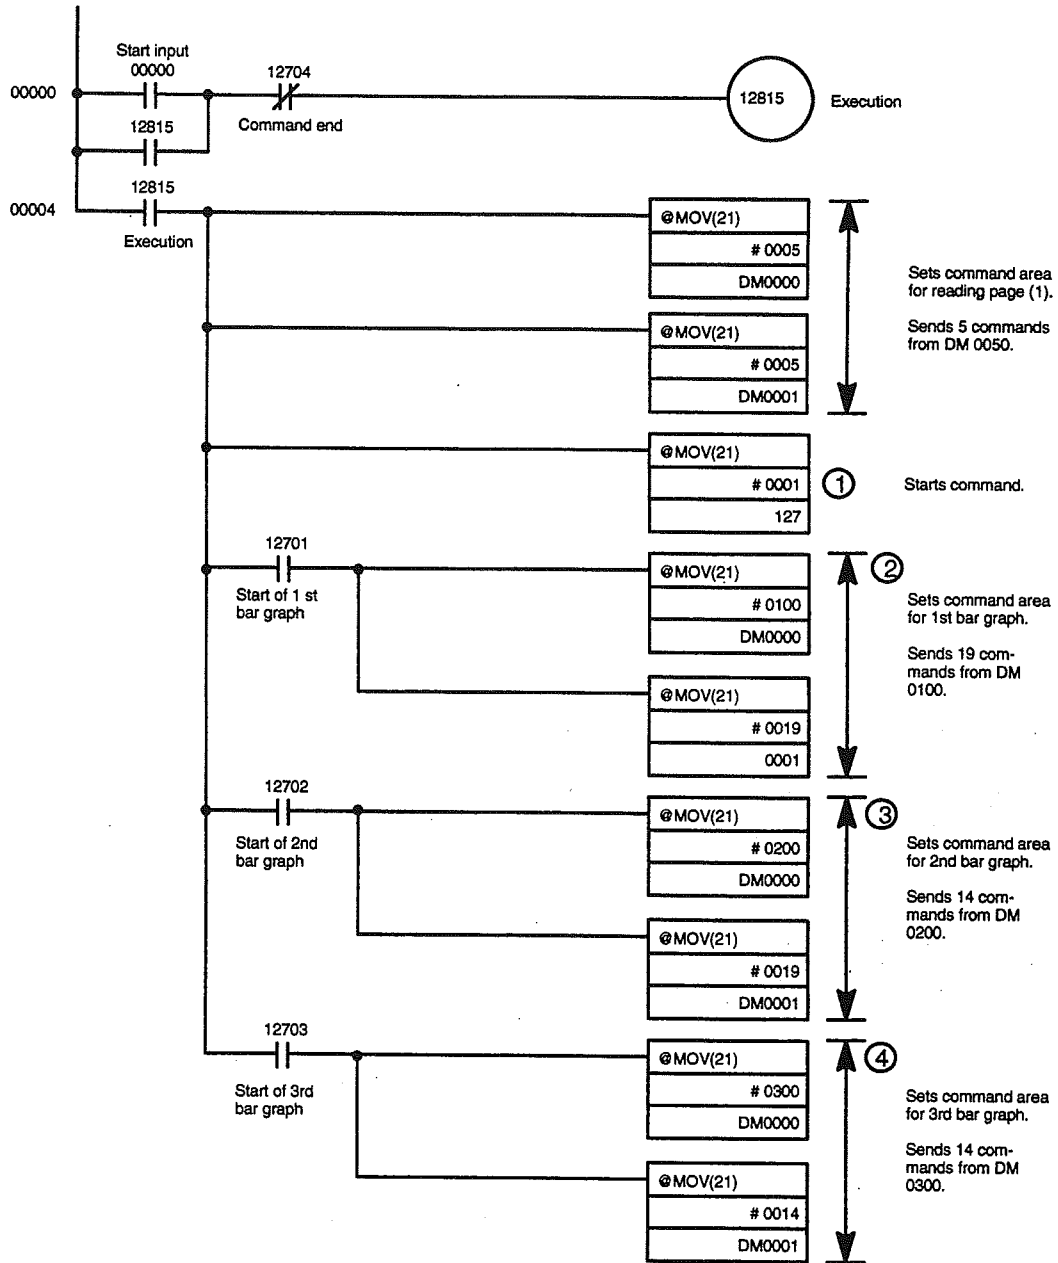 Start input
00000
12704
00000
12815
Execution
Command end
12815
12815
00004
Execution
@MOV(21)
# 0005
DM0000
Sets command area
for reading page (1).
Sends 5 commands
from DM 0050.
@MOV(21)
# 0005
DM0001
@MOV(21)
# 0001
127
1
Starts command.
12701
Start of 1 st
bar graph
@MOV(21)
# 0100
DM0000
2
Sets command area
for 1st bar graph.
Sends 19 com-
mands from DM
0100.
@MOV(21)
# 0019
0001
12702
Start of 2nd
bar graph
@MOV(21)
# 0200
DM0000
3
Sets command area
for 2nd bar graph.
Sends 14 com-
mands from DM
0200.
@MOV(21)
# 0019
DM0001
12703
Start of 3rd
bar graph
@MOV(21)
# 0300
DM0000
4
Sets command area
for 3rd bar graph.
Sends 14 com-
mands from DM
0300.
@MOV(21)
# 0014
DM0001